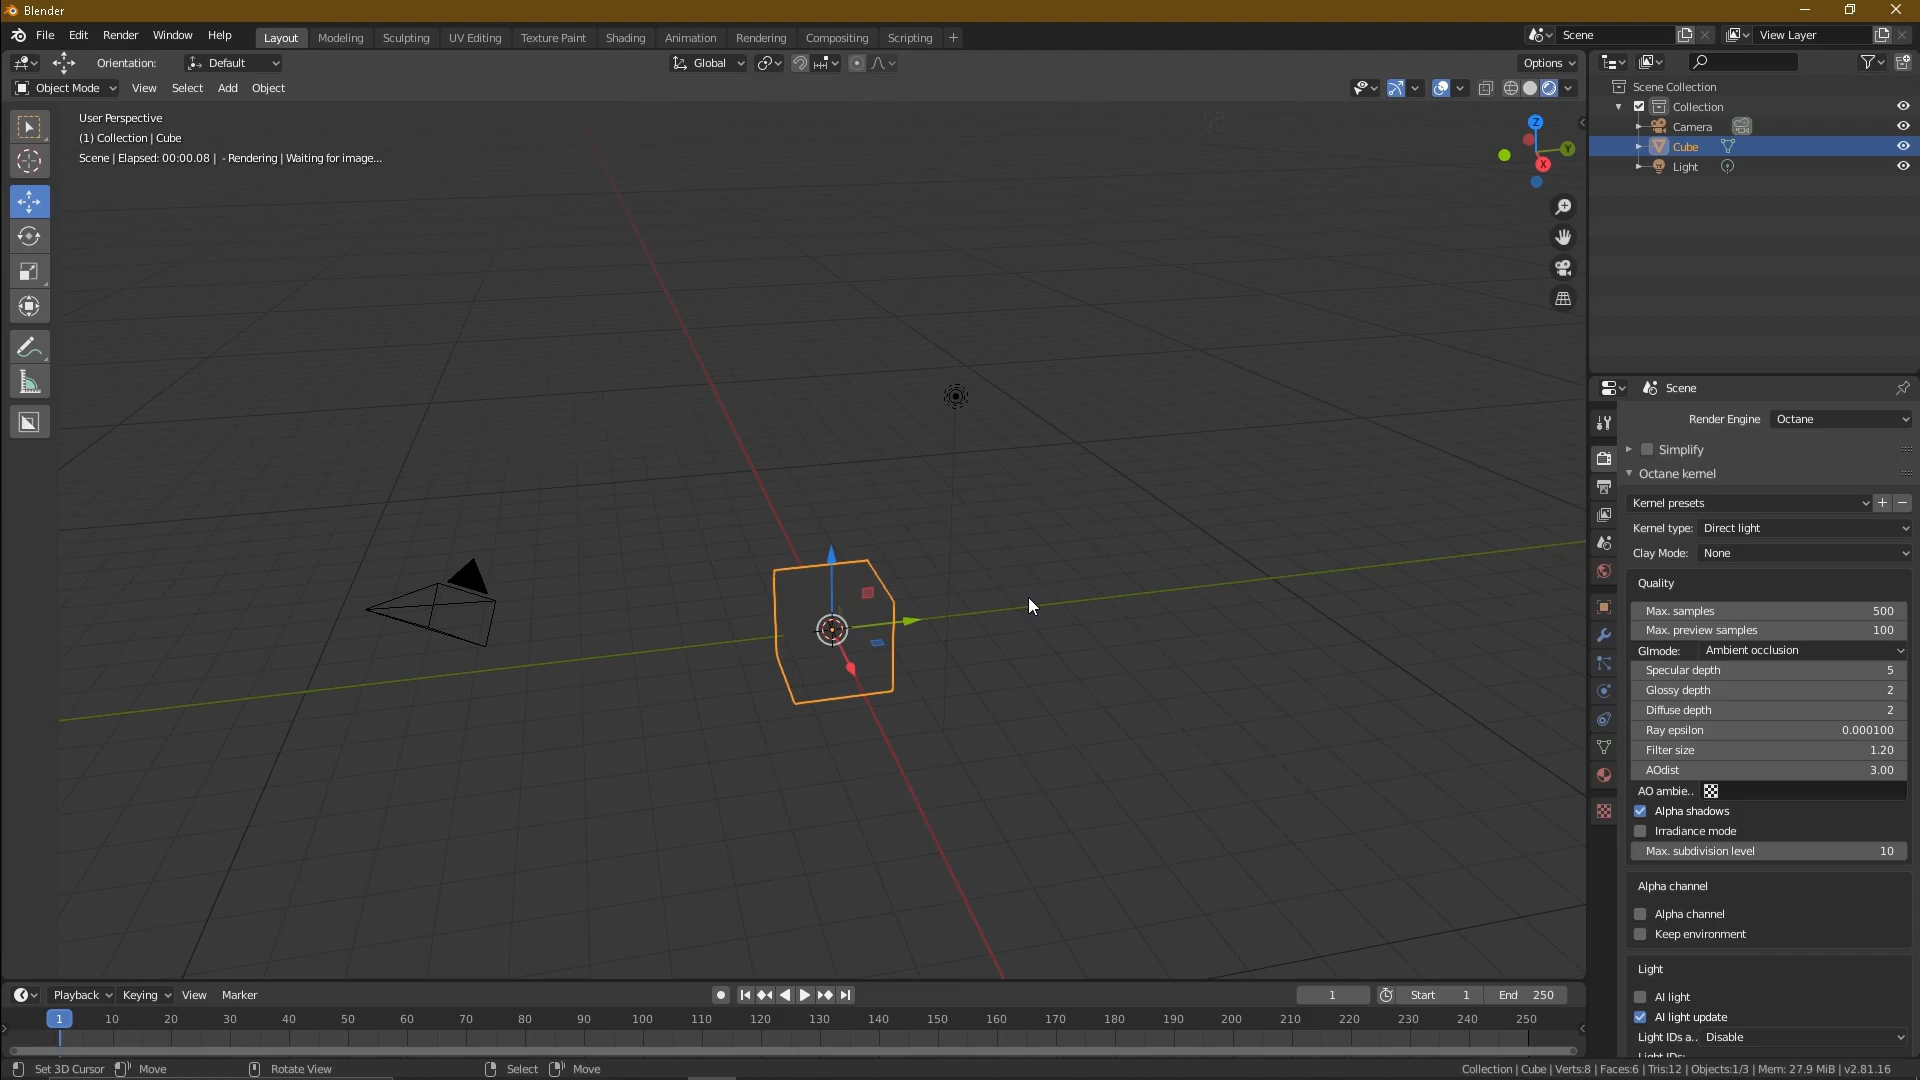 Blender
File Edit Render Window Help Layout Modeling Sculpting UV Editing Texture Paint Shading Animation Rendering Compositing Scripting + Scene View Layer
Orientation: Default Global Options
Object Mode View Select Add Object
User Perspective
(1) Collection | Cube
Scene | Elapsed: 00:00.08 | - Rendering | Waiting for image...
Z
Y
X
Scene Collection
Collection
Camera
Cube
Light
Scene
Render Engine Octane
Simplify
Octane kernel
Kernel presets
Kernel type: Direct light
Clay Mode: None
Quality
Max. samples 500
Max. preview samples 100
GImode: Ambient occlusion
Specular depth 5
Glossy depth 2
Diffuse depth 2
Ray epsilon 0.000100
Filter size 1.20
AOdist 3.00
AO ambie..
Alpha shadows
Irradiance mode
Max. subdivision level 10
Alpha channel
Alpha channel
Keep environment
Light
AI light
AI light update
Light IDs a.. Disable
Playback Keying View Marker 1 Start 1 End 250
1 10 20 30 40 50 60 70 80 90 100 110 120 130 140 150 160 170 180 190 200 210 220 230 240 250
Set 3D Cursor Move Rotate View Select Move Collection | Cube | Verts:8 | Faces:6 | Tris:12 | Objects:1/3 | Mem: 27.9 MiB | v2.81.16